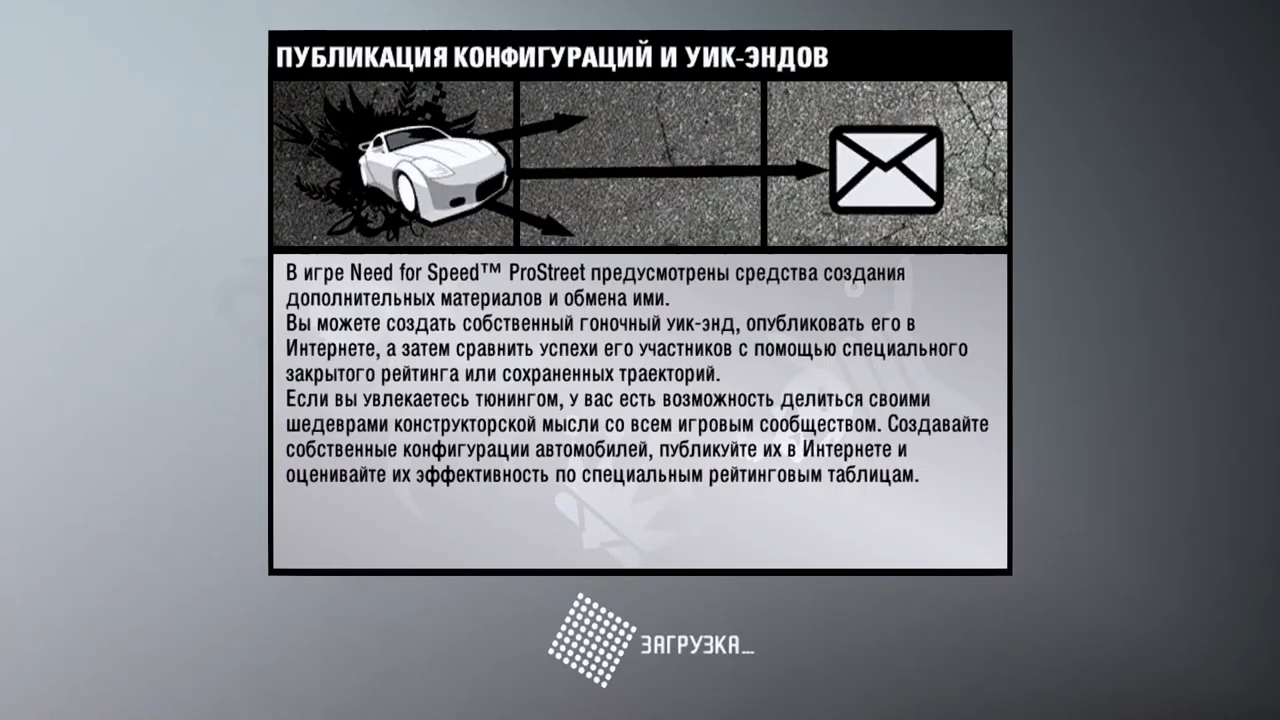 ПУБЛИКАЦИЯ КОНФИГУРАЦИЙ И УИК-ЭНДОВ
В игре Need for Speed™ ProStreet предусмотрены средства создания
дополнительных материалов и обмена ими.
Вы можете создать собственный гоночный уик-энд, опубликовать его в
Интернете, а затем сравнить успехи его участников с помощью специального
закрытого рейтинга или сохраненных траекторий.
Если вы увлекаетесь тюнингом, у вас есть возможность делиться своими
шедеврами конструкторской мысли со всем игровым сообществом. Создавайте
собственные конфигурации автомобилей, публикуйте их в Интернете и
оценивайте их эффективность по специальным рейтинговым таблицам.
ЗАГРУЗКА...